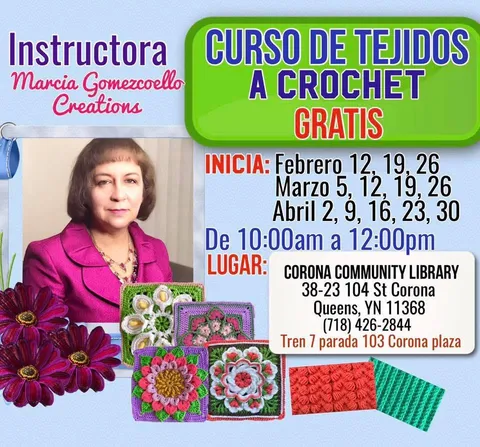 Instructora
Marcia Gomezcoello
Creations
CURSO DE TEJIDOS
A CROCHET
GRATIS
INICIA: Febrero 12, 19, 26
Marzo 5, 12, 19, 26
Abril 2, 9, 16, 23, 30
De 10:00am a 12:00pm
LUGAR:
CORONA COMMUNITY LIBRARY
38-23 104 St Corona
Queens, YN 11368
(718) 426-2844
Tren 7 parada 103 Corona plaza